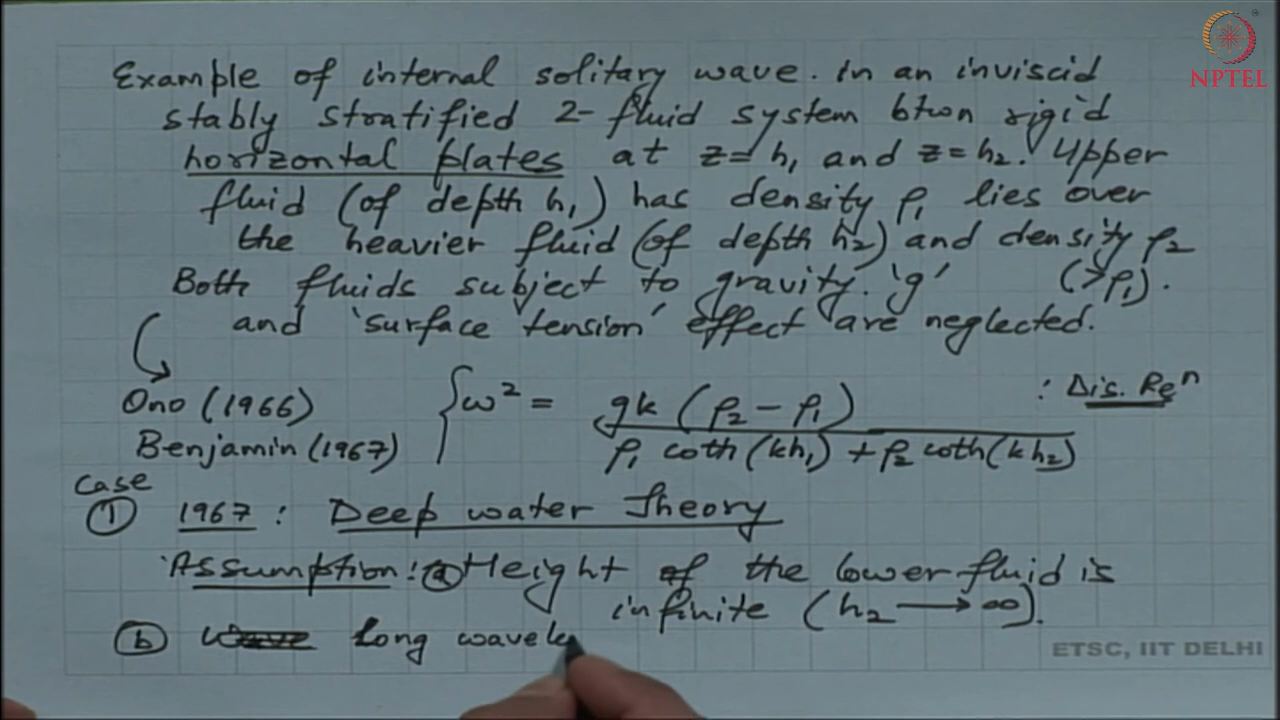 NPTEL
Example of internal solitary wave. In an inviscid
stably stratified 2-fluid system btwn rigid
horizontal plates at z=h₁ and z=h₂. Upper
fluid (of depth h₁) has density ρ₁ lies over
the heavier fluid (of depth h₂) and density ρ₂
Both fluids subject to gravity. 'g' (>ρ₁).
and 'surface tension' effect are neglected.
Ono (1966) { ω² = gk (ρ₂ - ρ₁) : Dis. Reⁿ
Benjamin (1967) ρ₁ coth(kh₁) + ρ₂ coth(kh₂)
Case
① 1967 : Deep water Theory
Assumption: ⓐ Height of the lower fluid is
infinite (h₂ → ∞).
ⓑ Long wavele
ETSC, IIT DELHI